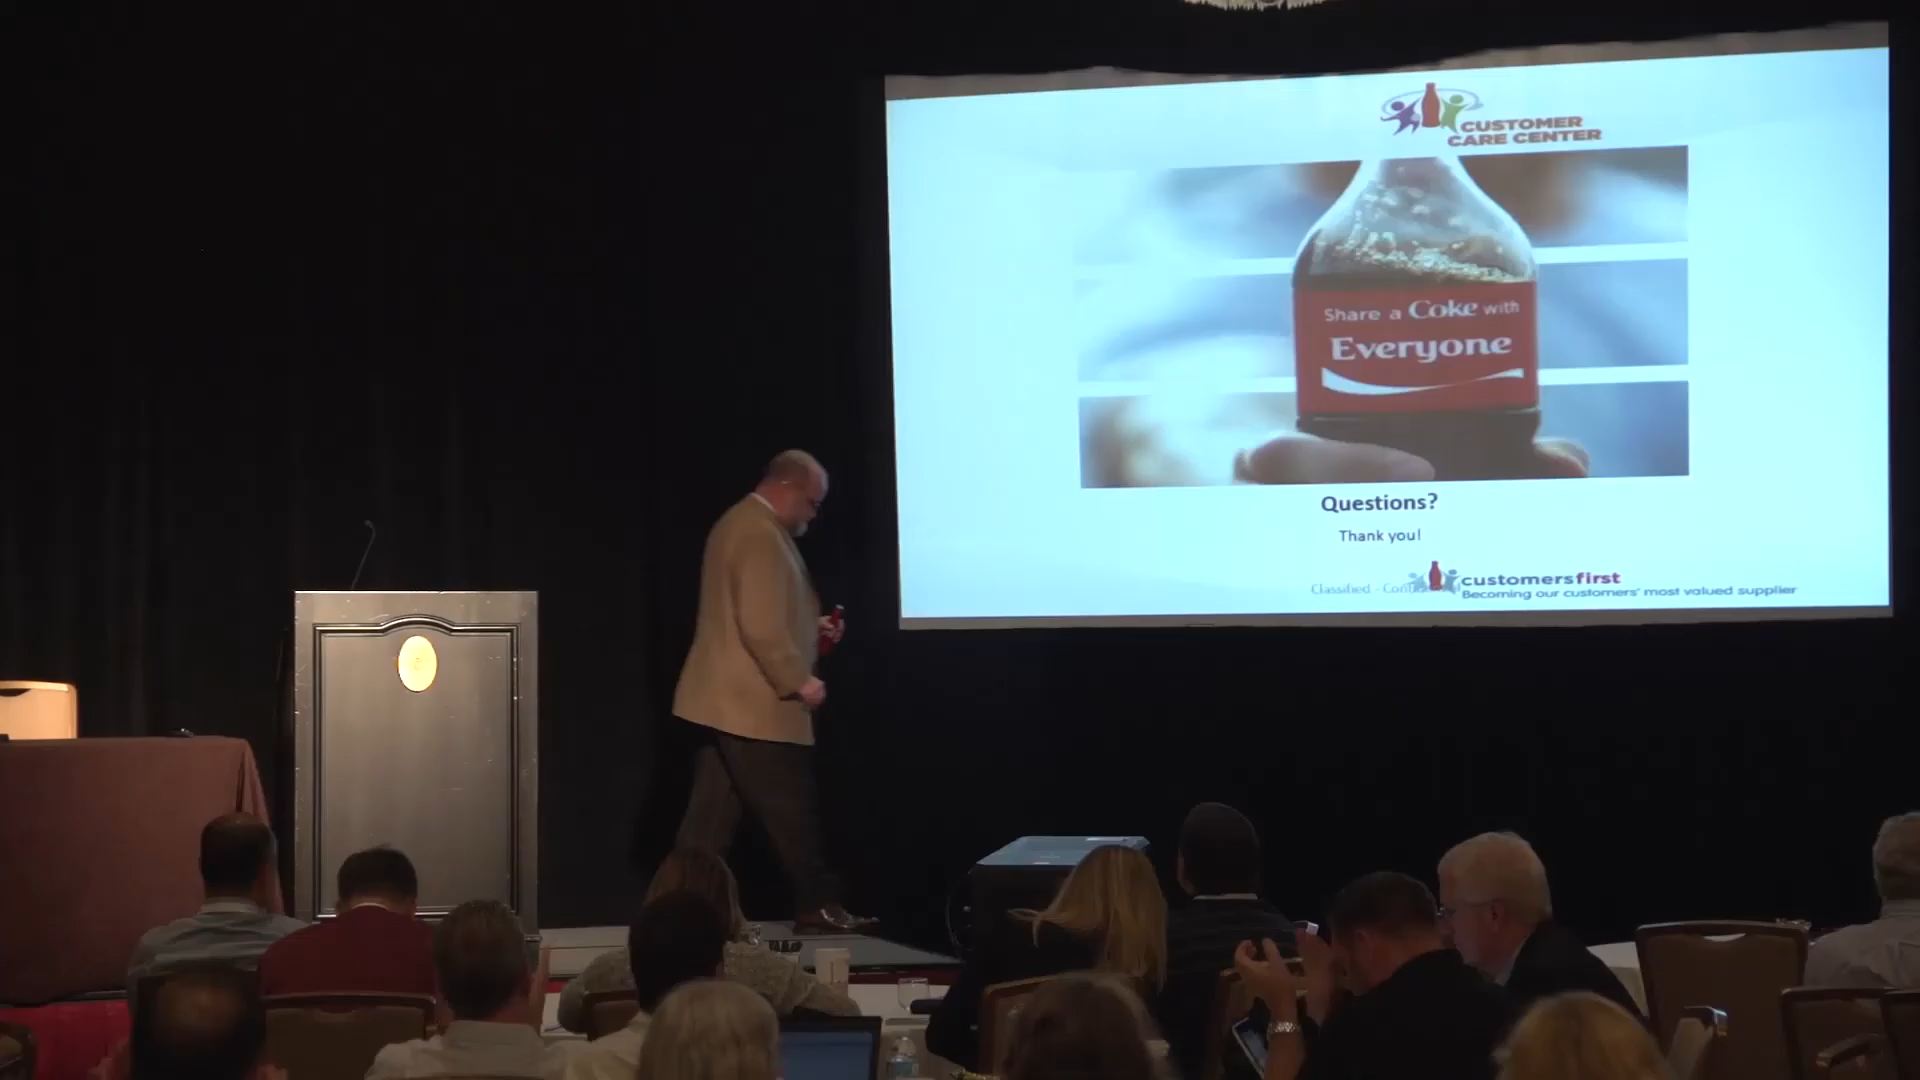 CUSTOMER
CARE CENTER
Share a Coke with
Everyone
Questions?
Thank you!
Classified -
customersfirst
Becoming our customers' most valued supplier